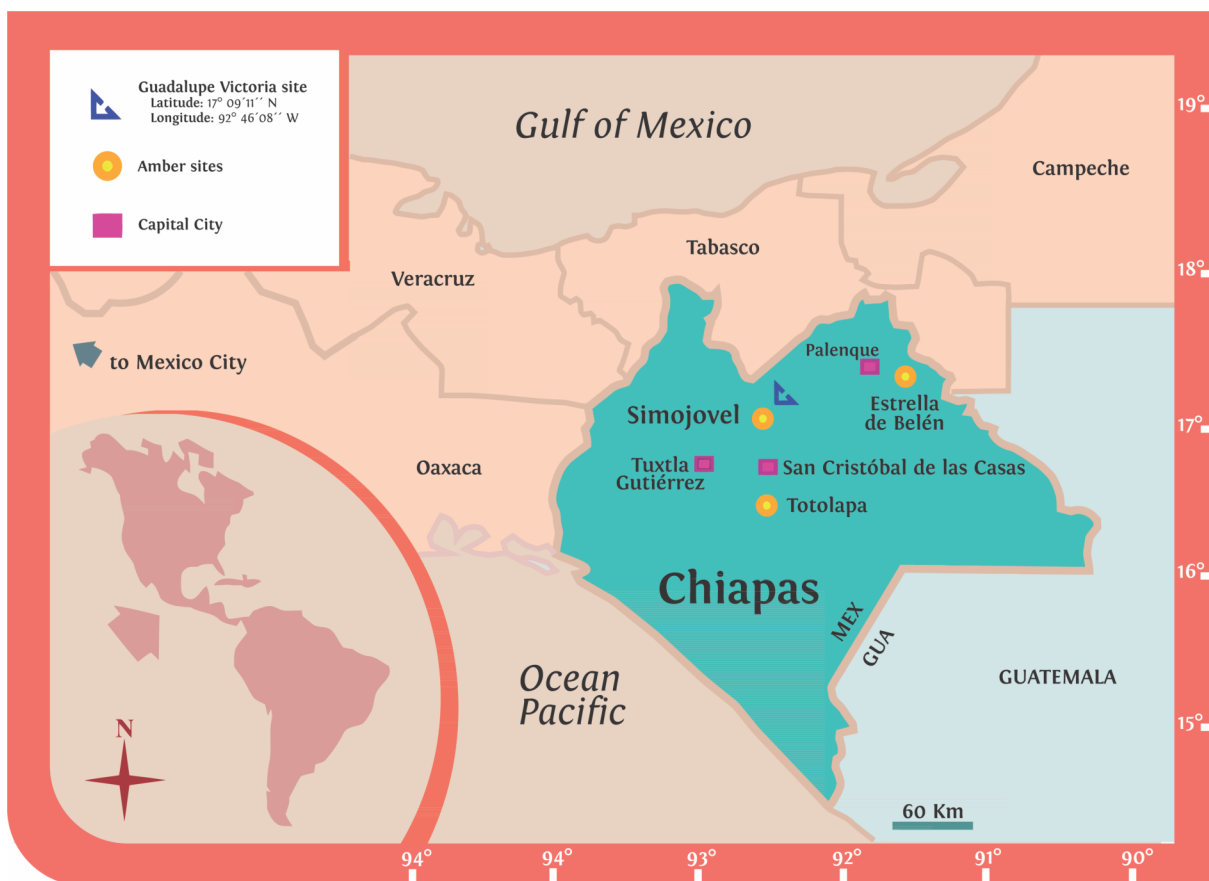 Guadalupe Victoria site
Latitude: 17° 09´11´´ N
Longitude: 92° 46´08´´ W
Amber sites
Capital City
Gulf of Mexico
19°
Campeche
Tabasco
18°
Veracruz
to Mexico City
Palenque
Estrella
de Belén
Simojovel
17°
Oaxaca
Tuxtla
Gutiérrez
San Cristóbal de las Casas
Totolapa
16°
Chiapas
MEX
GUA
GUATEMALA
Ocean
Pacific
15°
N
60 Km
94°
94°
93°
92°
91°
90°